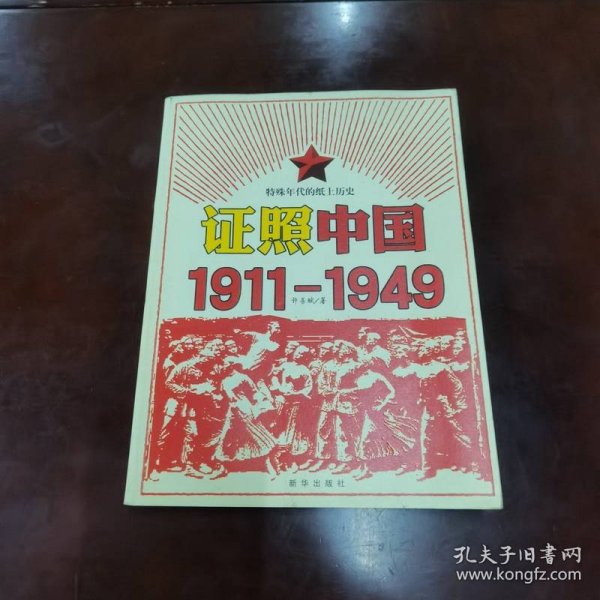 特殊年代的纸上历史
证照中国
1911-1949
许善斌/著
新华出版社
孔夫子旧书网
www.kongfz.com